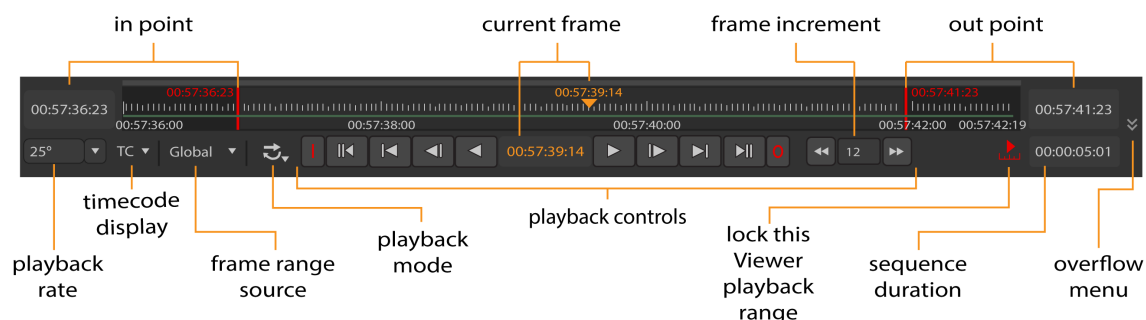 in point
current frame
frame increment
out point
00:57:36:23
00:57:39:14
00:57:41:23
00:57:36:23
00:57:41:23
00:57:36:00
00:57:38:00
00:57:40:00
00:57:42:00
00:57:42:19
25°
TC
Global
I
00:57:39:14
O
12
00:00:05:01
timecode
display
playback controls
playback
mode
lock this
Viewer
playback
range
playback
rate
frame range
source
sequence
duration
overflow
menu